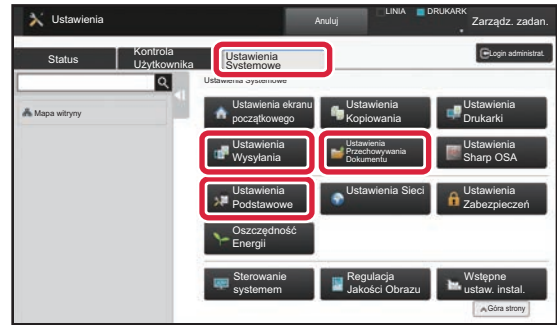 Ustawienia
Anuluj
LINIA
DRUKARK
Zarządz. zadan.
Status
Kontrola
Użytkownika
Ustawienia
Systemowe
Login administrat.
Ustawienia Systemowe
Mapa witryny
Ustawienia ekranu
początkowego
Ustawienia
Kopiowania
Ustawienia
Drukarki
Ustawienia
Wysyłania
Ustawienia
Przechowywania
Dokumentu
Ustawienia
Sharp OSA
Ustawienia
Podstawowe
Ustawienia Sieci
Ustawienia
Zabezpieczeń
Oszczędność
Energii
Sterowanie
systemem
Regulacja
Jakości Obrazu
Wstępne
ustaw. instal.
Góra strony